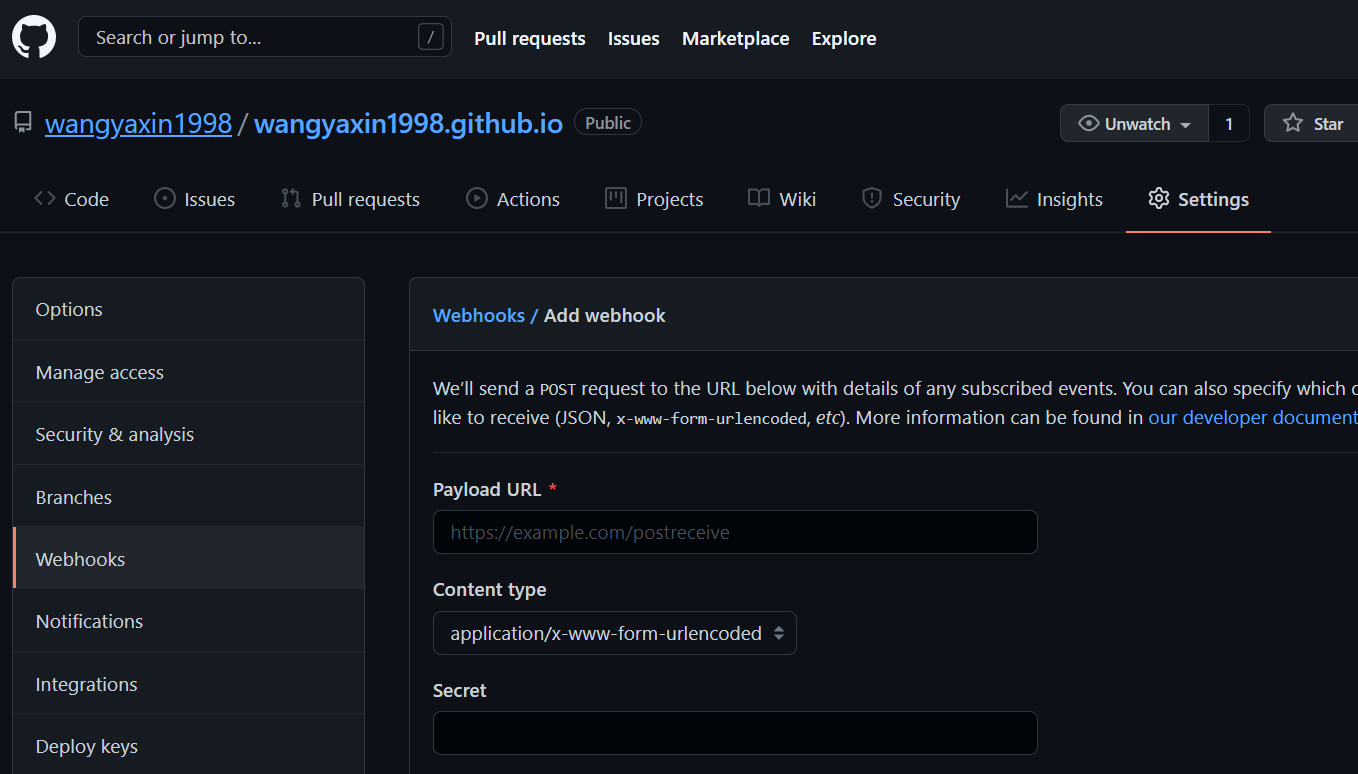 Search or jump to... / Pull requests Issues Marketplace Explore
wangyaxin1998 / wangyaxin1998.github.io Public Unwatch 1 Star
Code Issues Pull requests Actions Projects Wiki Security Insights Settings
Options
Manage access
Security & analysis
Branches
Webhooks
Notifications
Integrations
Deploy keys
Webhooks / Add webhook
We’ll send a POST request to the URL below with details of any subscribed events. You can also specify which
like to receive (JSON, x-www-form-urlencoded, etc). More information can be found in our developer document
Payload URL *
https://example.com/postreceive
Content type
application/x-www-form-urlencoded
Secret